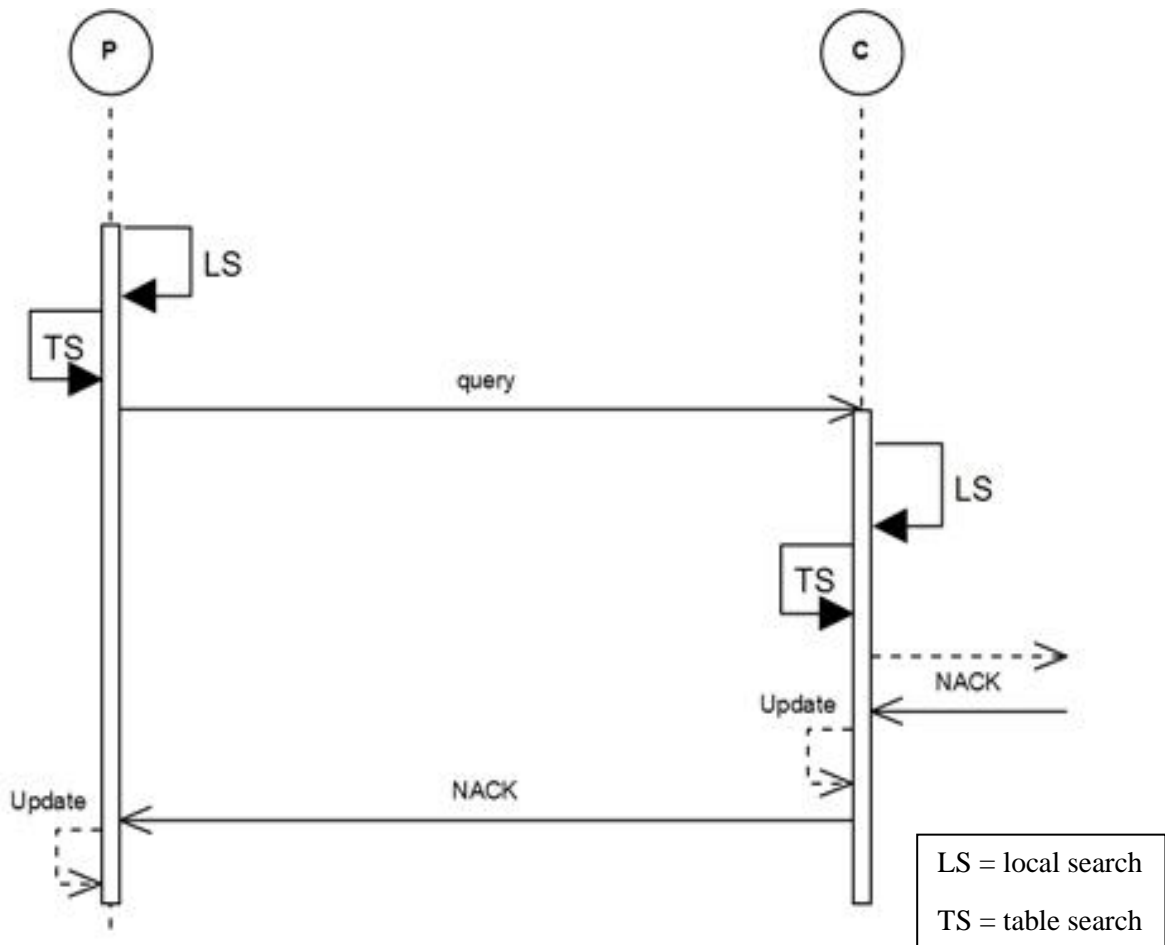 P
C
LS
TS
query
LS
TS
NACK
Update
NACK
Update
LS = local search
TS = table search